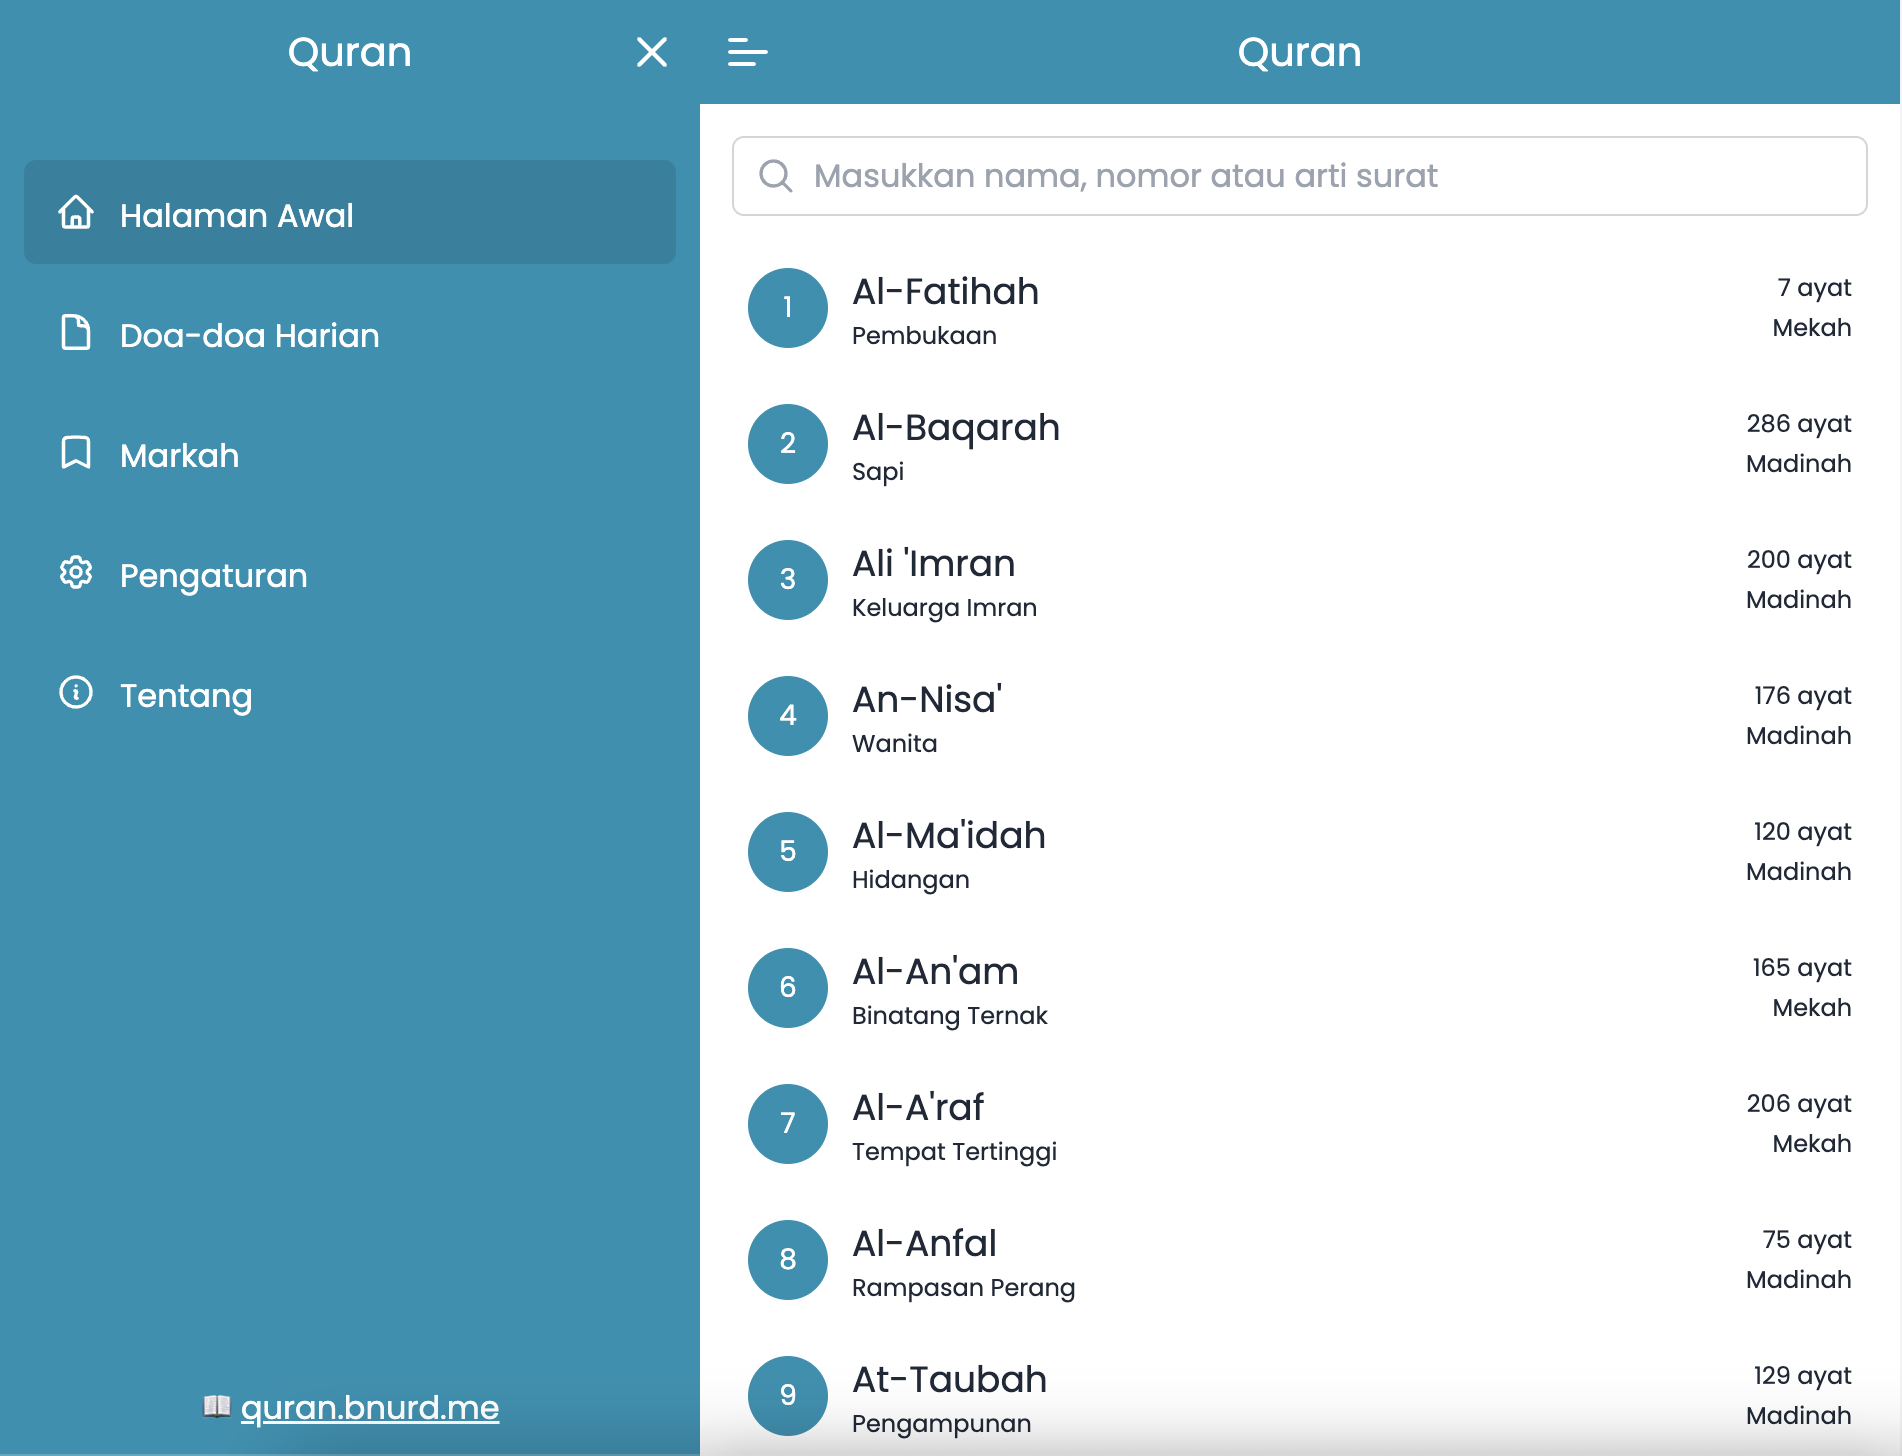 Quran
Halaman Awal
Doa-doa Harian
Markah
Pengaturan
Tentang
quran.bnurd.me
Quran
Masukkan nama, nomor atau arti surat
1
Al-Fatihah
Pembukaan
7 ayat
Mekah
2
Al-Baqarah
Sapi
286 ayat
Madinah
3
Ali 'Imran
Keluarga Imran
200 ayat
Madinah
4
An-Nisa'
Wanita
176 ayat
Madinah
5
Al-Ma'idah
Hidangan
120 ayat
Madinah
6
Al-An'am
Binatang Ternak
165 ayat
Mekah
7
Al-A'raf
Tempat Tertinggi
206 ayat
Mekah
8
Al-Anfal
Rampasan Perang
75 ayat
Madinah
9
At-Taubah
Pengampunan
129 ayat
Madinah